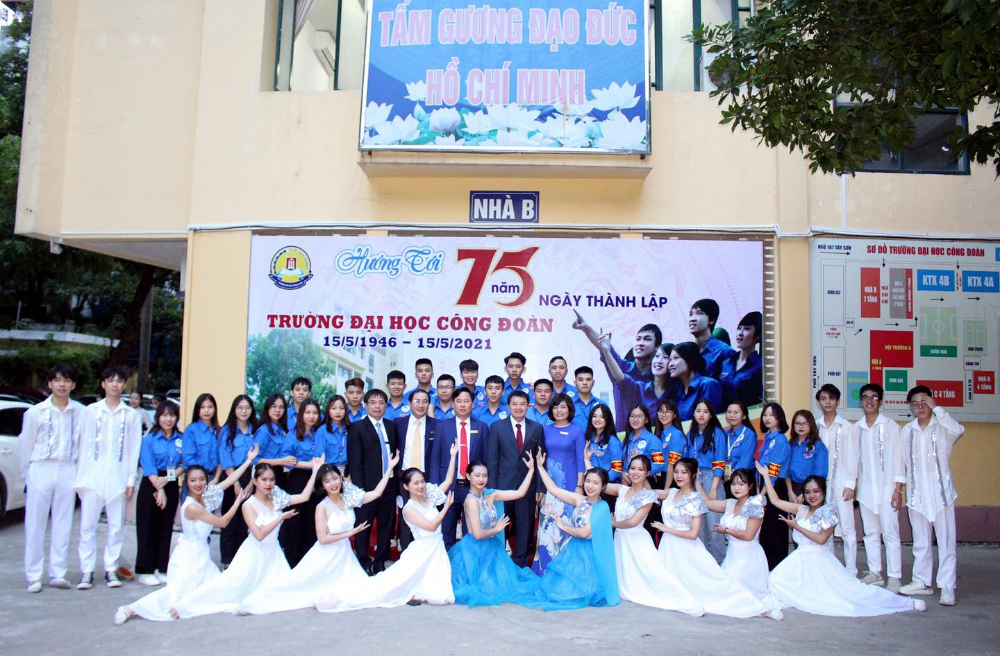 TẤM GƯƠNG ĐẠO ĐỨC
HỒ CHÍ MINH
NHÀ B
Hướng Tới
75
năm
NGÀY THÀNH LẬP
TRƯỜNG ĐẠI HỌC CÔNG ĐOÀN
15/5/1946 – 15/5/2021
NGÕ 167 TÂY SƠN
SƠ ĐỒ TRƯỜNG ĐẠI HỌC CÔNG ĐOÀN
VƯỜN CÂY
NHÀ B
7 TẦNG
KTX 4B
KTX 4A
HỘI TRƯỜNG A
NHÀ A
VƯỜN HOA
SÂN TENIS
CĂNG TIN
VƯỜN HOA
C 4 TẦNG
NHÀ D
4 TẦNG
PHỐ TÂY SƠN